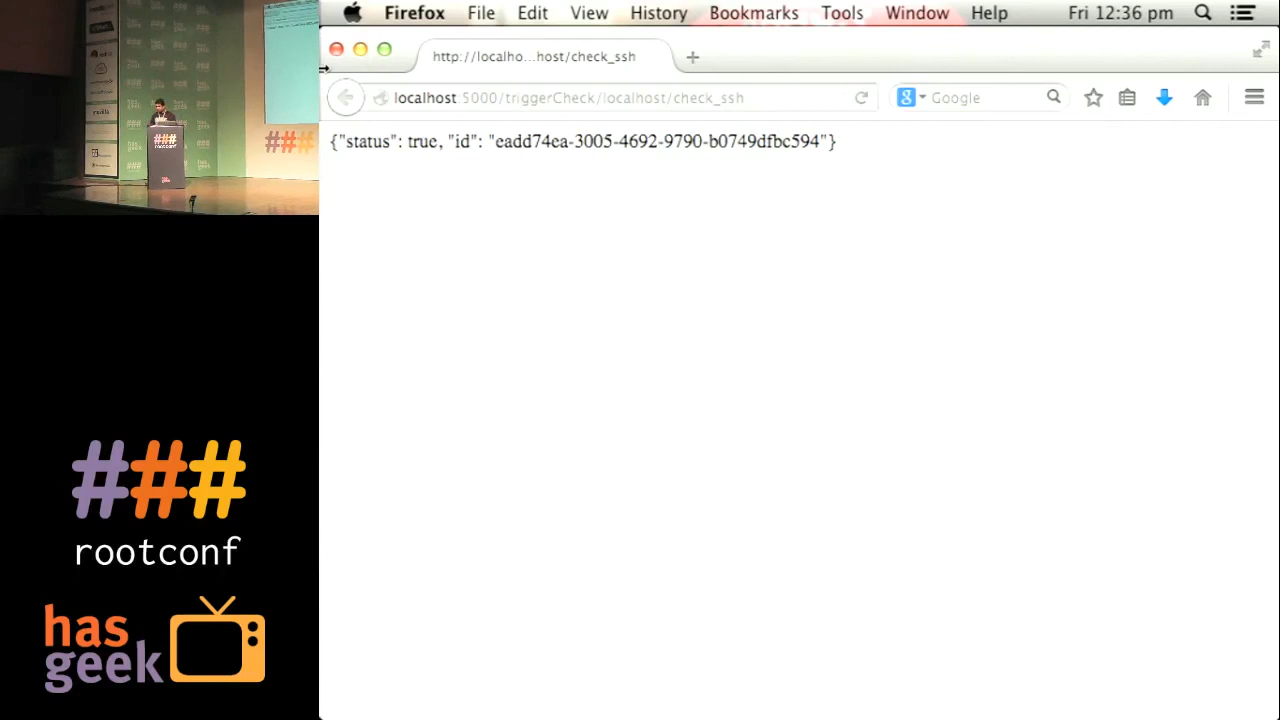 Firefox File Edit View History Bookmarks Tools Window Help Fri 12:36 pm
http://localho...host/check_ssh
localhost:5000/triggerCheck/localhost/check_ssh
Google
{"status": true, "id": "eadd74ea-3005-4692-9790-b0749dfbc594"}
###
rootconf
has
geek